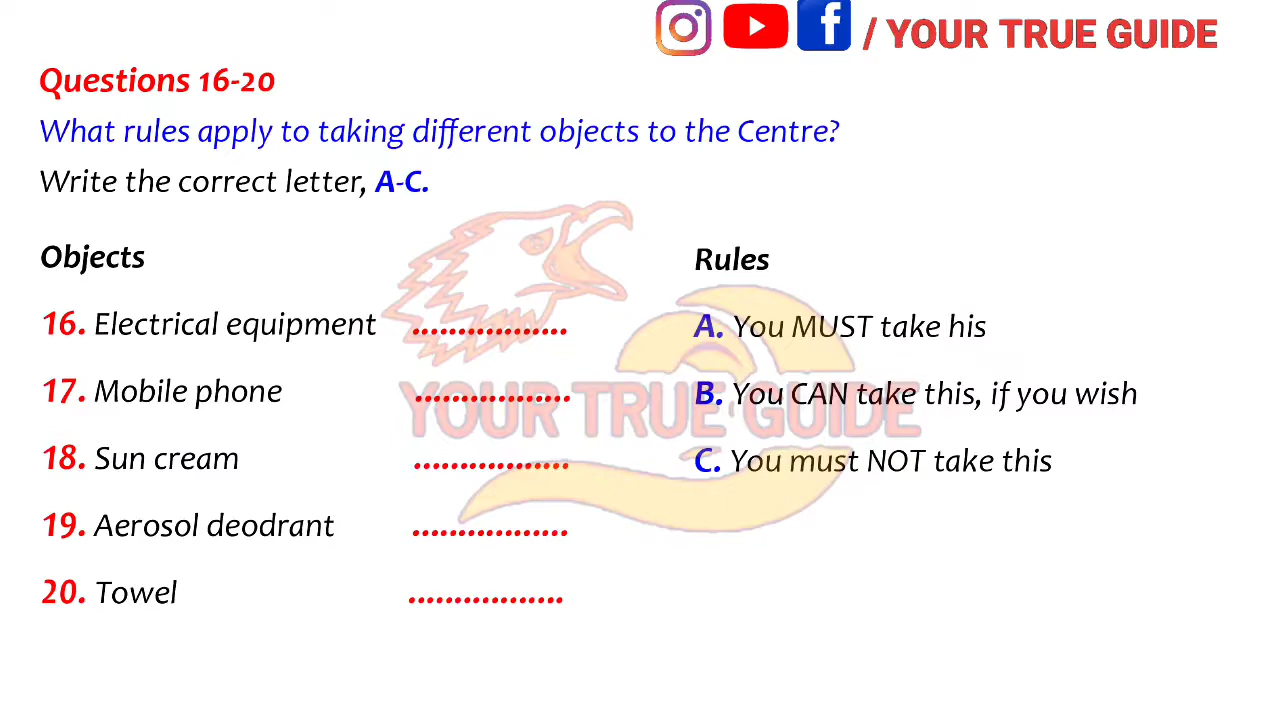 / YOUR TRUE GUIDE
Questions 16-20
What rules apply to taking different objects to the Centre?
Write the correct letter, A-C.
Objects
Rules
16. Electrical equipment .................
A. You MUST take his
17. Mobile phone .................
B. You CAN take this, if you wish
YOUR TRUE GUIDE
18. Sun cream .................
C. You must NOT take this
19. Aerosol deodrant .................
20. Towel .................